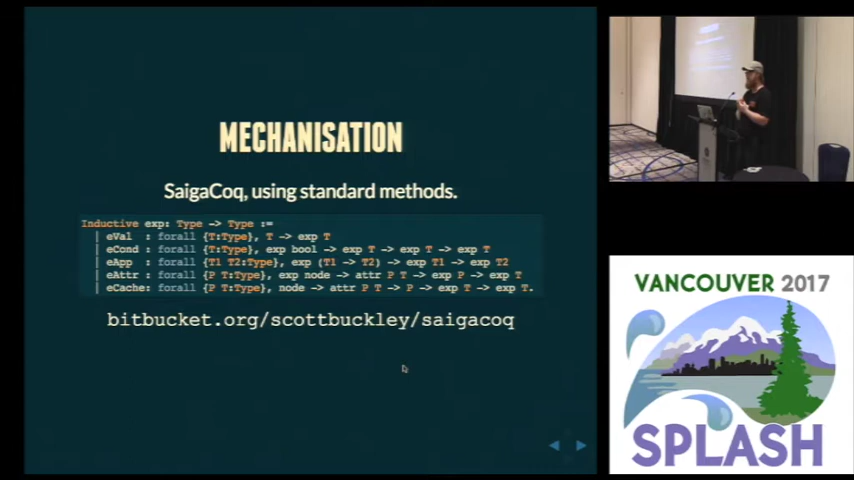 MECHANISATION
SaigaCoq, using standard methods.
Inductive exp: Type -> Type :=
| eVal : forall {T:Type}, T -> exp T
| eCond : forall {T:Type}, exp bool -> exp T -> exp T -> exp T
| eApp : forall {T1 T2:Type}, exp (T1 -> T2) -> exp T1 -> exp T2
| eAttr : forall {P T:Type}, exp node -> attr P T -> exp P -> exp T
| eCache: forall {P T:Type}, node -> attr P T -> P -> exp T -> exp T.
bitbucket.org/scottbuckley/saigacoq
VANCOUVER 2017
SPLASH